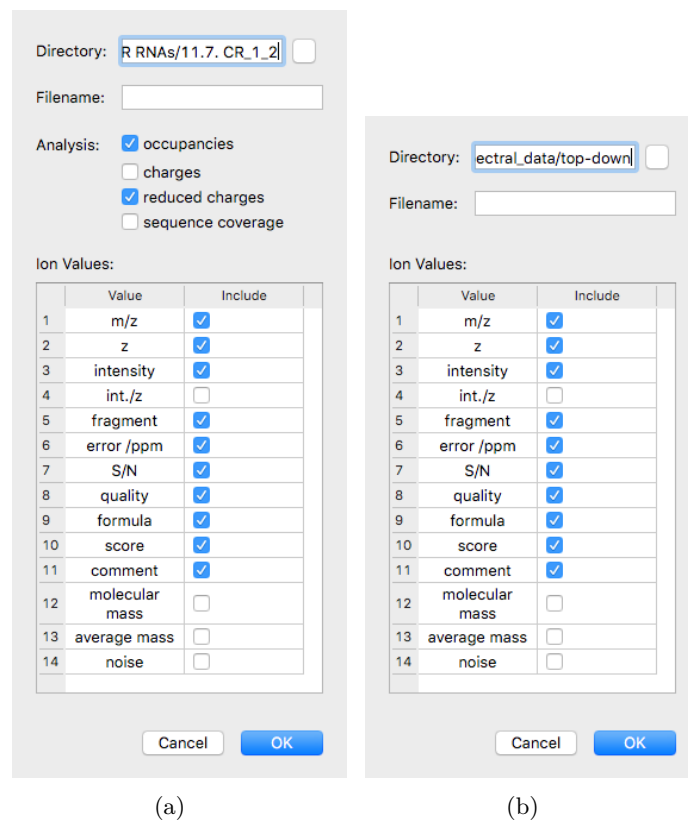 Directory: R RNAs/11.7. CR_1_2
Filename:
Analysis: occupancies
charges
reduced charges
sequence coverage
Ion Values:
Value Include
1 m/z
2 z
3 intensity
4 int./z
5 fragment
6 error /ppm
7 S/N
8 quality
9 formula
10 score
11 comment
12 molecular mass
13 average mass
14 noise
Cancel OK
(a)
Directory: ectral_data/top-down
Filename:
Ion Values:
Value Include
1 m/z
2 z
3 intensity
4 int./z
5 fragment
6 error /ppm
7 S/N
8 quality
9 formula
10 score
11 comment
12 molecular mass
13 average mass
14 noise
Cancel OK
(b)